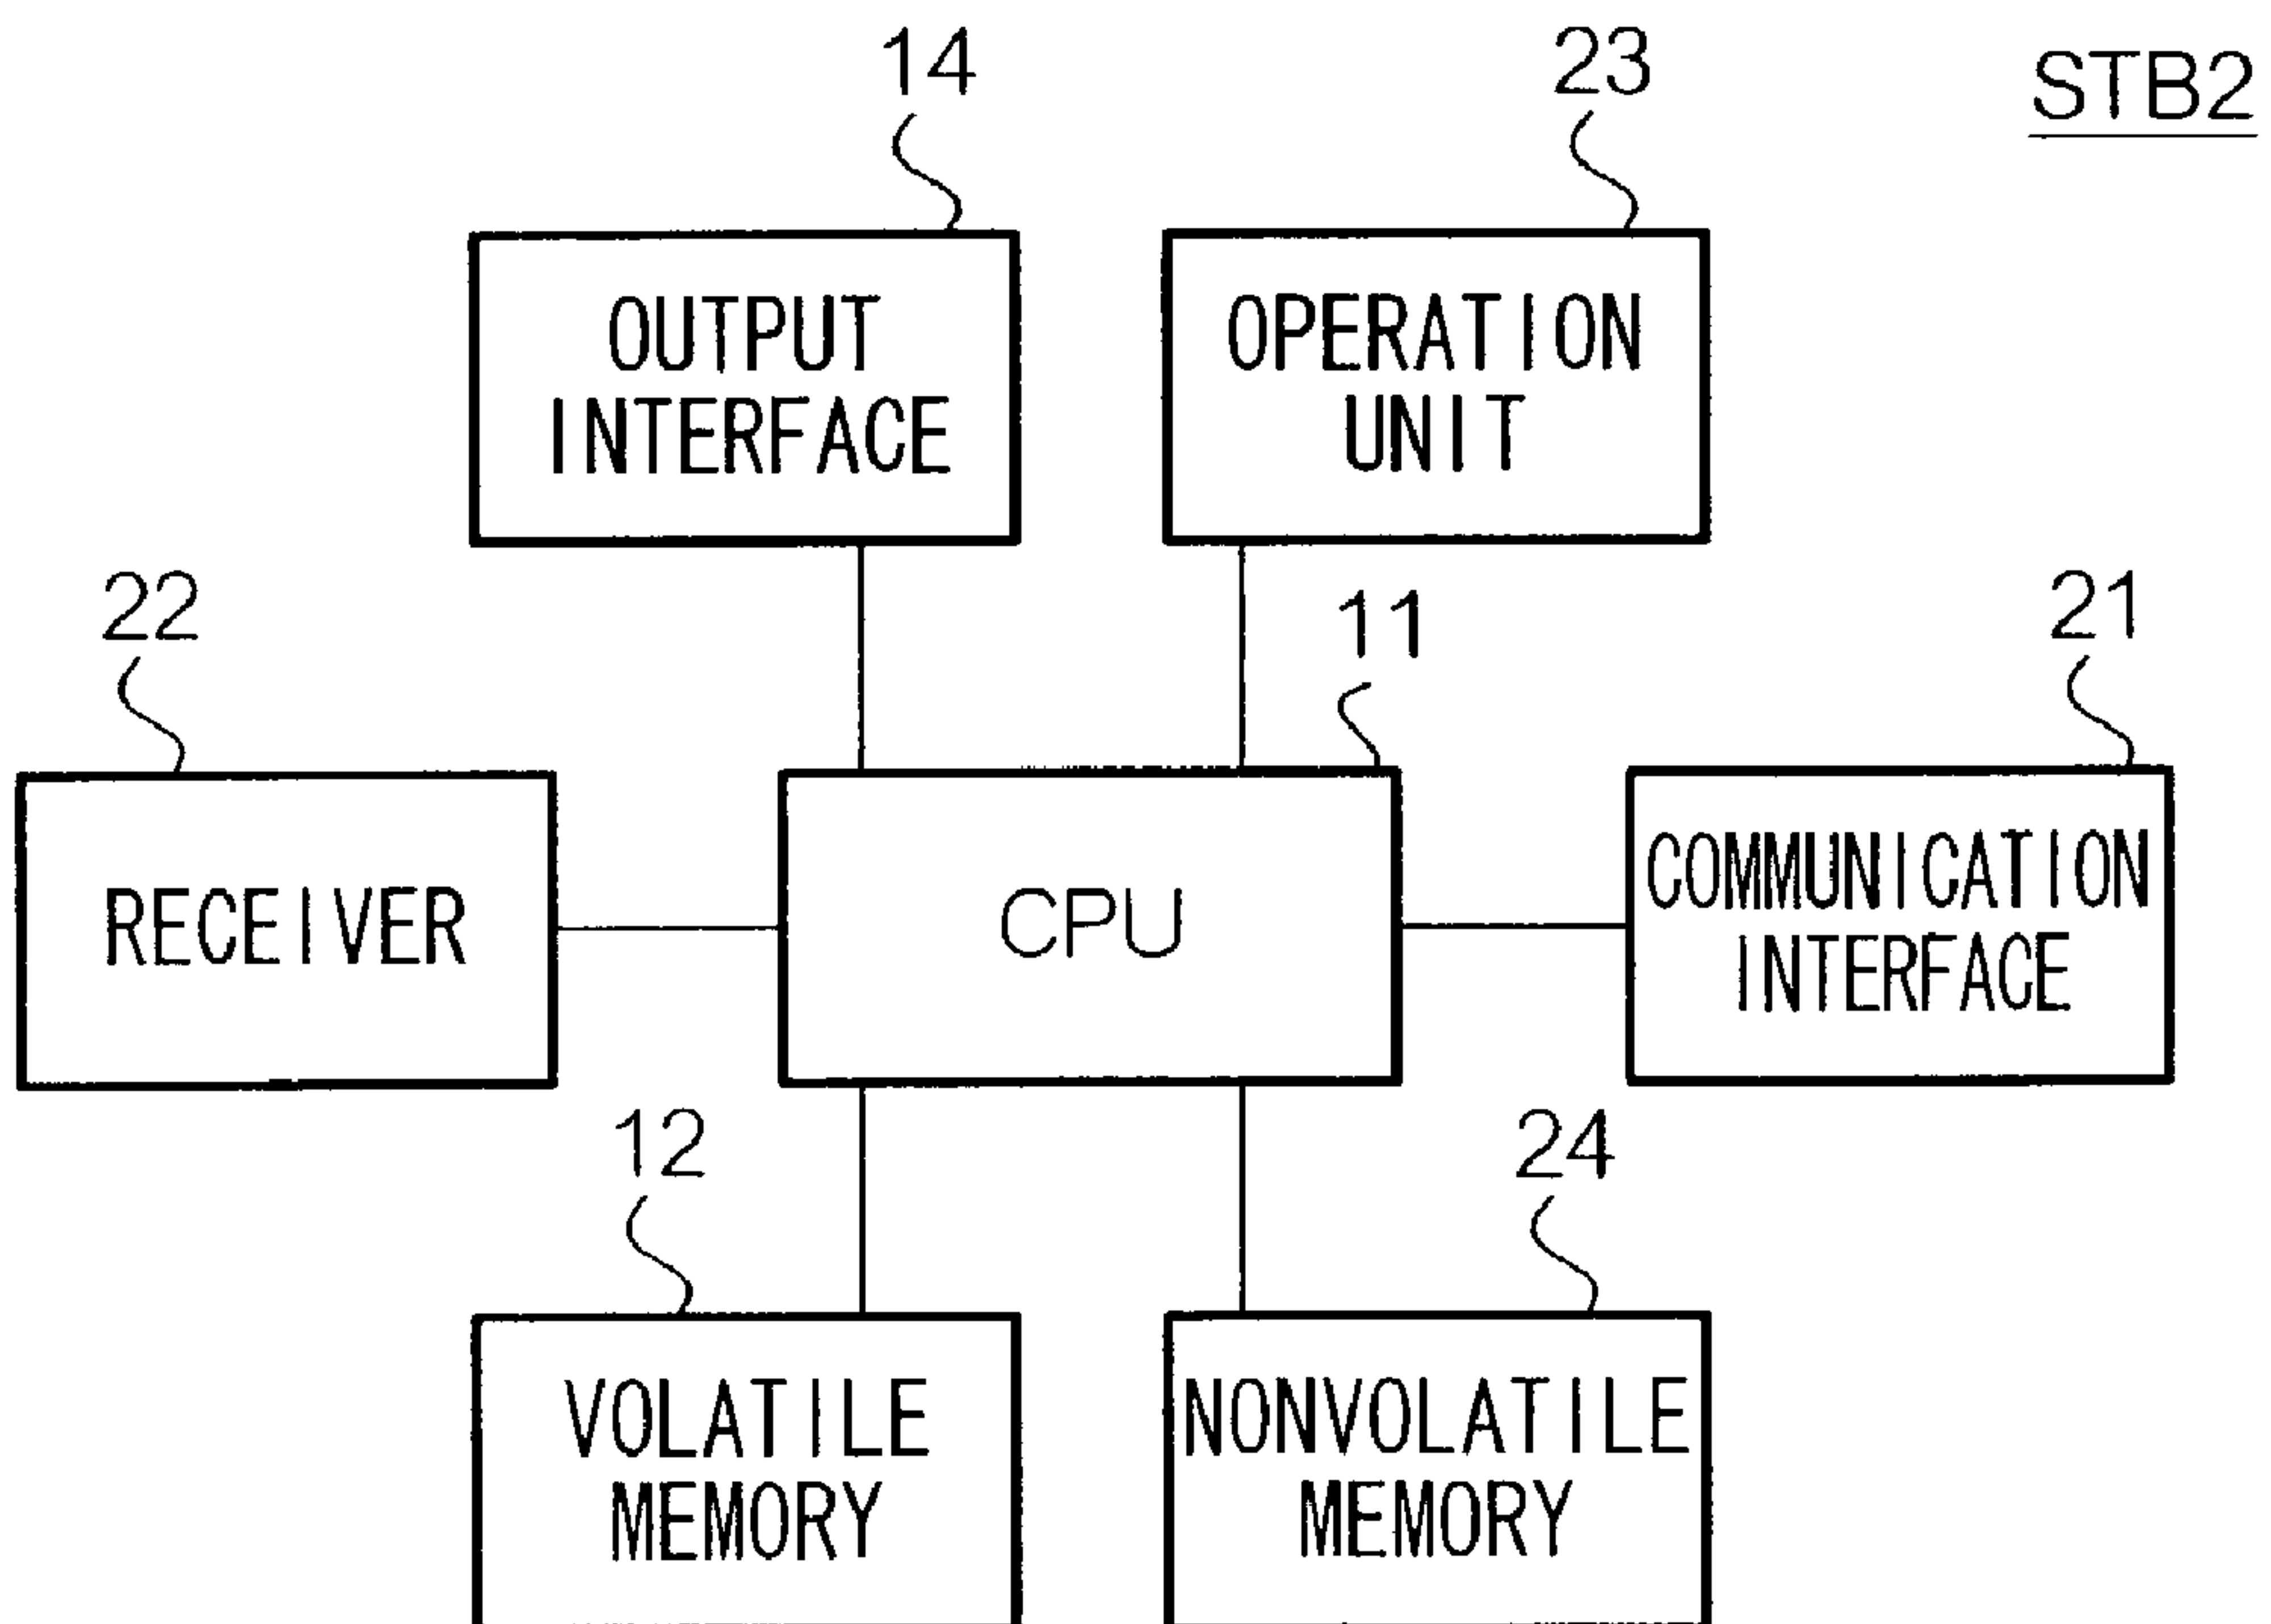 14
23
STB2
OUTPUT
INTERFACE
OPERATION
UNIT
22
11
21
RECEIVER
CPU
COMMUNICATION
INTERFACE
12
24
VOLATILE
MEMORY
NONVOLATILE
MEMORY